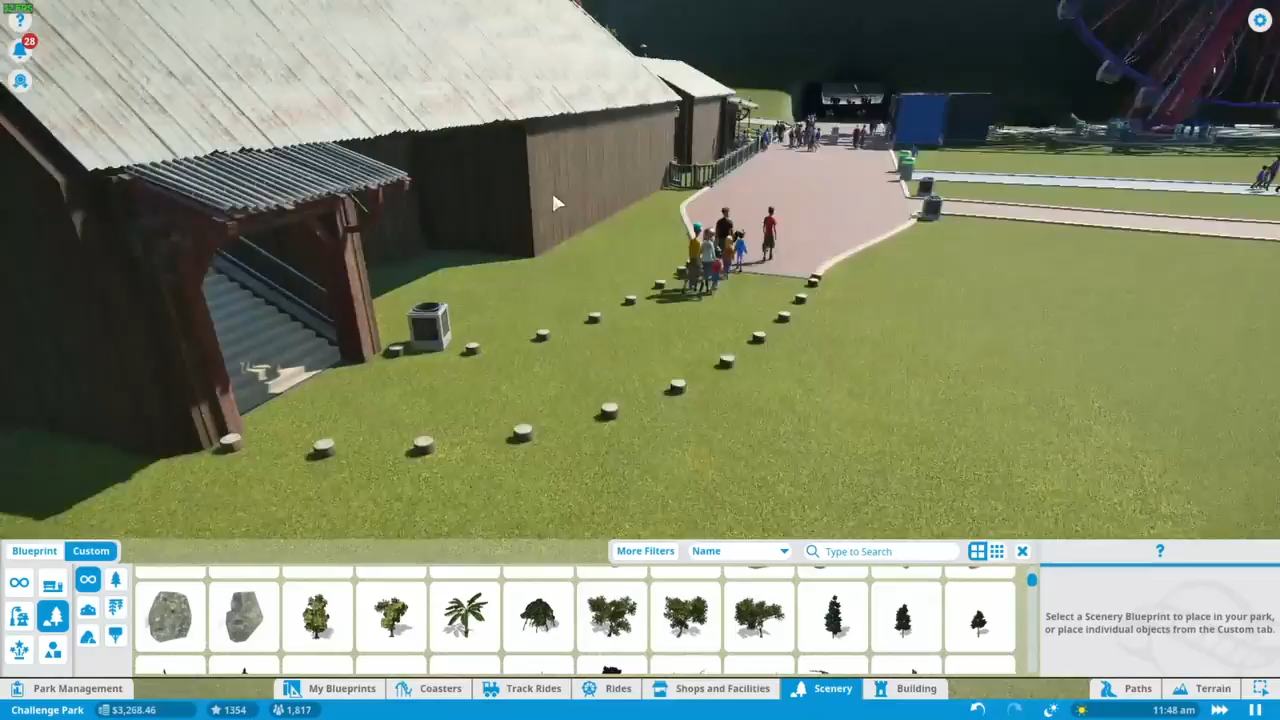 52 FPS
?
28
Blueprint Custom
More Filters Name Type to Search
?
Select a Scenery Blueprint to place in your park,
or place individual objects from the Custom tab.
Park Management My Blueprints Coasters Track Rides Rides Shops and Facilities Scenery Building Paths Terrain
Challenge Park $3,268.46 1354 1,817 11:48 am